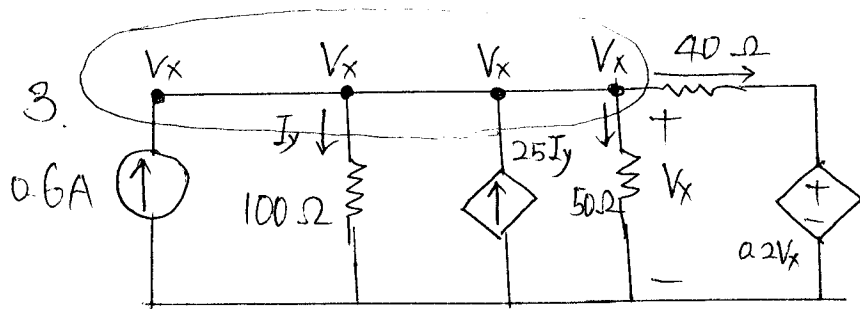 3.
Vx Vx Vx Vx 40 Ω
0.6A
Iy
100 Ω
25Iy
50Ω
+
Vx
−
+
−
0.2Vx